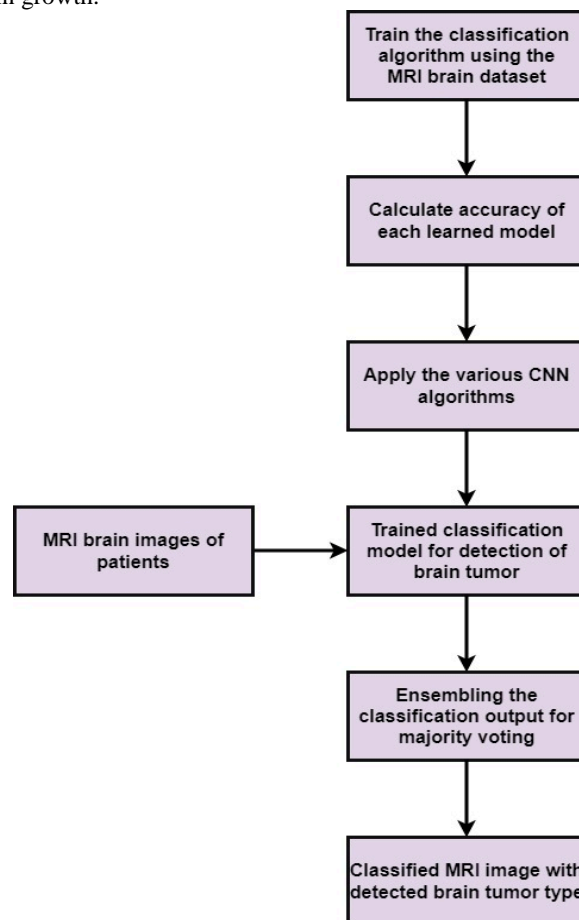 growth.
Train the classification
algorithm using the
MRI brain dataset
Calculate accuracy of
each learned model
Apply the various CNN
algorithms
MRI brain images of
patients
Trained classification
model for detection of
brain tumor
Ensembling the
classification output for
majority voting
Classified MRI image with
detected brain tumor type